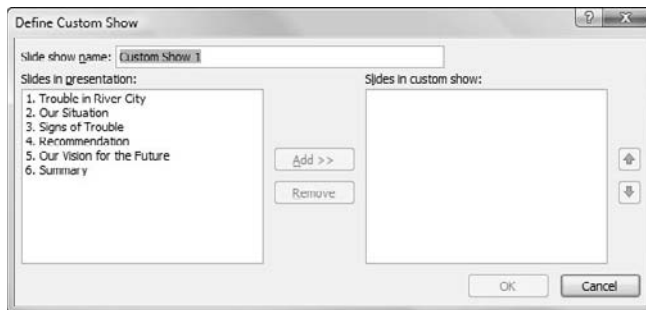 Define Custom Show
Slide show name: Custom Show 1
Slides in presentation:
Slides in custom show:
1. Trouble in River City
2. Our Situation
3. Signs of Trouble
4. Recommendation
5. Our Vision for the Future
6. Summary
Add >>
Remove
OK
Cancel